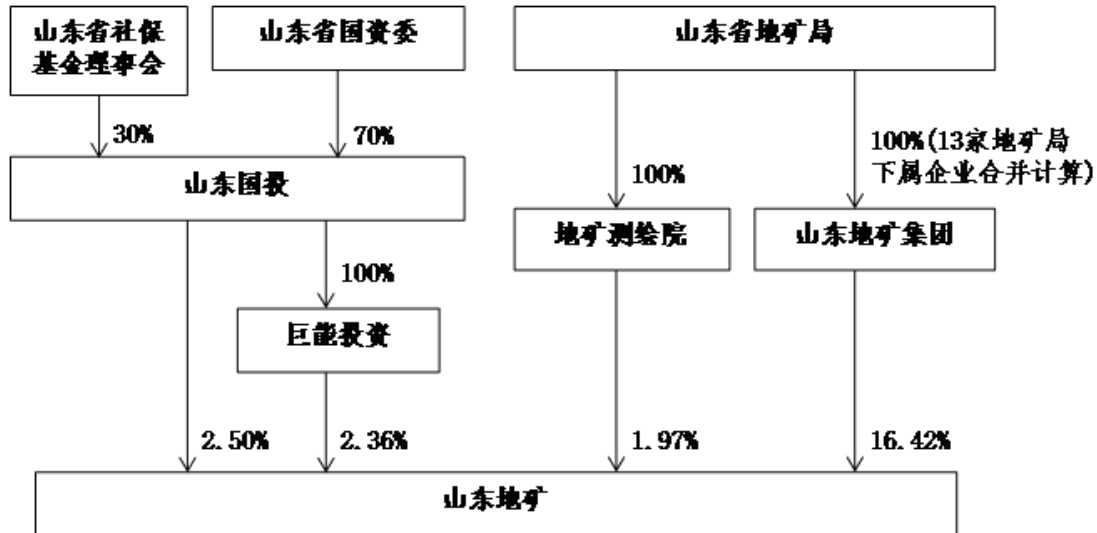 山东省社保
基金理事会
山东省国资委
山东省地矿局
30%
70%
100%
100%(13家地矿局
下属企业合并计算)
山东国投
地矿测绘院
山东地矿集团
100%
巨能投资
2.50%
2.36%
1.97%
16.42%
山东地矿